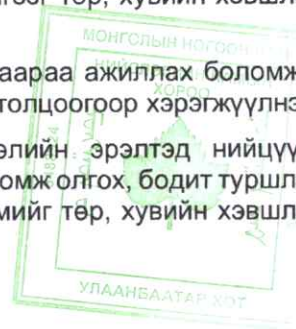 төр, хувийн хэвшл
МОНГОЛЫН НОГООН
аараа ажиллах боломж
ХОРОО
толцоогоор хэрэгжүүлнэ
элийн эрэлтэд нийцүү
омж олгох, бодит туршл
мийг төр, хувийн хэвшл
УЛААНБААТАР ХОТ